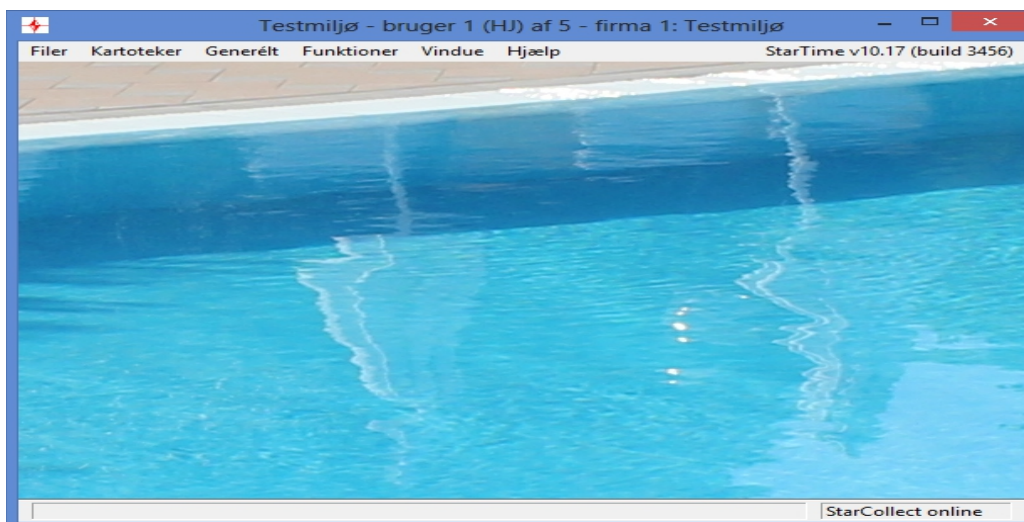 Testmiljø - bruger 1 (HJ) af 5 - firma 1: Testmiljø
Filer Kartoteker Generélt Funktioner Vindue Hjælp StarTime v10.17 (build 3456)
StarCollect online